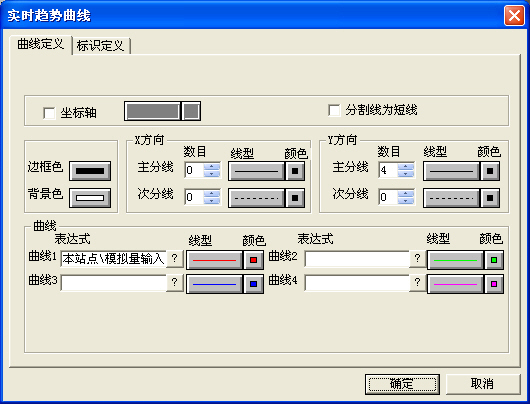 实时趋势曲线
曲线定义 标识定义
坐标轴 分割线为短线
X方向 Y方向
数目 线型 颜色 数目 线型 颜色
边框色 主分线 0 主分线 4
背景色 次分线 0 次分线 0
曲线
表达式 线型 颜色 表达式 线型 颜色
曲线1 本站点\模拟量输入 ? 曲线2 ?
曲线3 ? 曲线4 ?
确定 取消